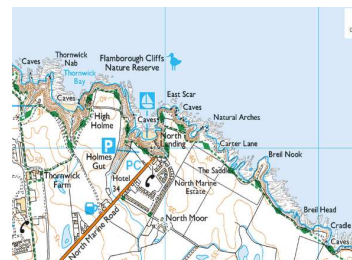 Thornwick
Nab
Caves
Thornwick
Bay
Flamborough Cliffs
Nature Reserve
Caves
High
Holme
East Scar
Caves
Natural Arches
Caves
North
Landing
Carter Lane
Breil Nook
P
PC
Holmes
Gut
The Saddle
Thornwick
Farm
Hotel
34
North Marine
Estate
Breil Head
North Marine Road
North Moor
Cradle
Caves